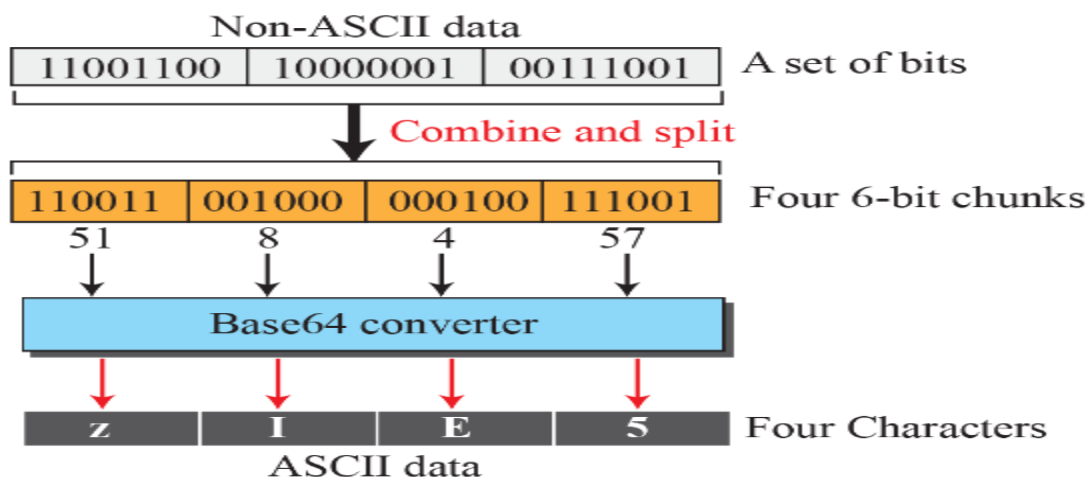 Non-ASCII data
11001100 10000001 00111001 A set of bits
Combine and split
110011 001000 000100 111001 Four 6-bit chunks
51 8 4 57
Base64 converter
z I E 5 Four Characters
ASCII data